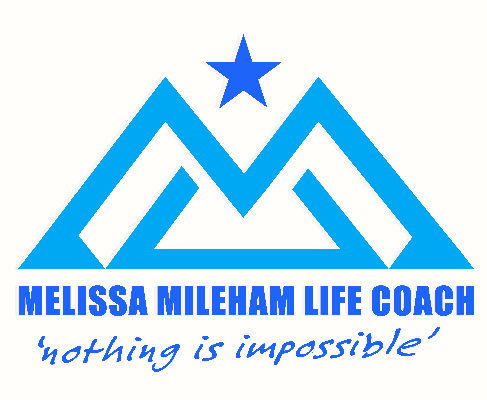 MELISSA MILEHAM LIFE COACH
‘nothing is impossible’